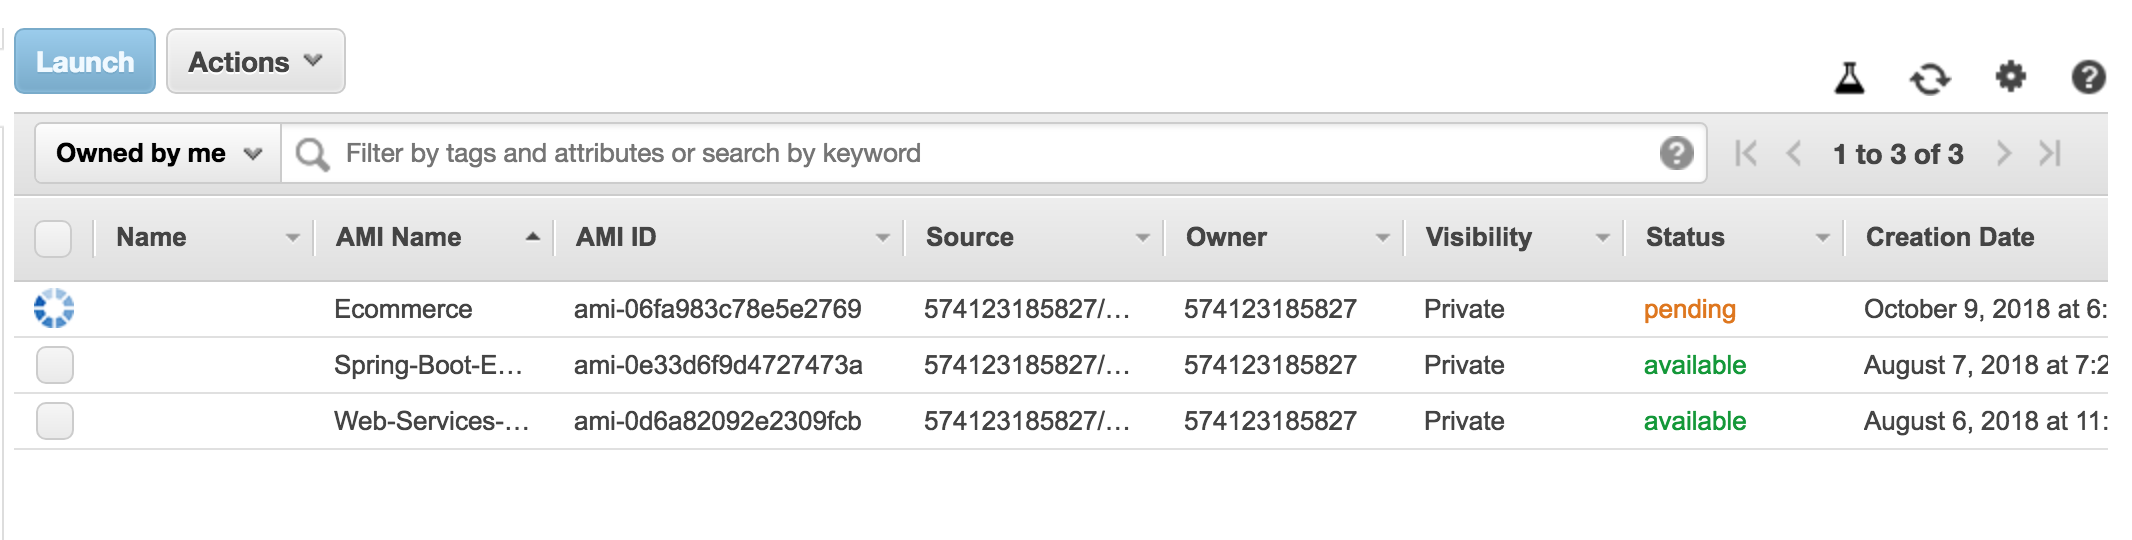 Launch Actions
Owned by me Filter by tags and attributes or search by keyword ? 1 to 3 of 3 ?
Name AMI Name AMI ID Source Owner Visibility Status Creation Date
Ecommerce ami-06fa983c78e5e2769 574123185827/... 574123185827 Private pending October 9, 2018 at 6:
Spring-Boot-E... ami-0e33d6f9d4727473a 574123185827/... 574123185827 Private available August 7, 2018 at 7:2
Web-Services-... ami-0d6a82092e2309fcb 574123185827/... 574123185827 Private available August 6, 2018 at 11: